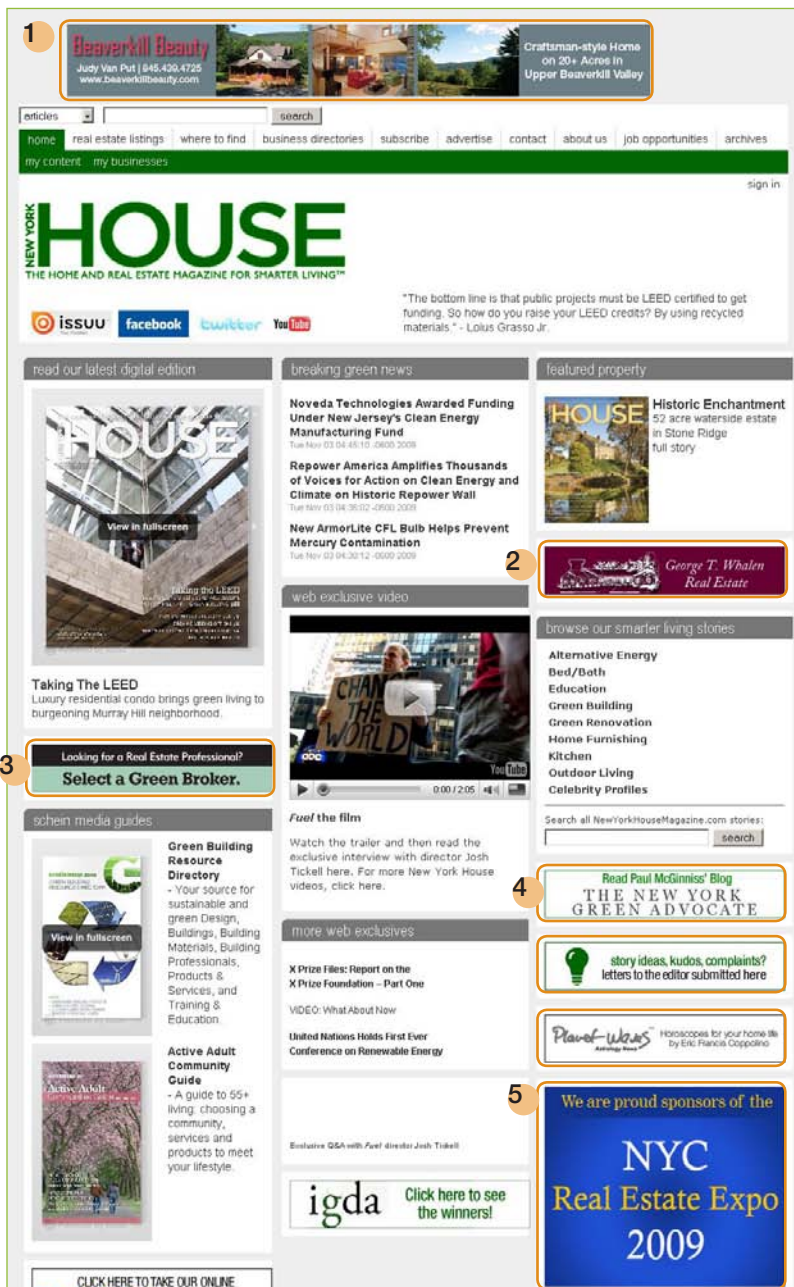 1
Beaverkill Beauty
Judy Van Put | 845.439.4725
www.beaverkillbeauty.com
Craftsman-style Home
on 20+ Acres in
Upper Beaverkill Valley
articles
search
home real estate listings where to find business directories subscribe advertise contact about us job opportunities archives
my content my businesses
sign in
NEW YORK
HOUSE
THE HOME AND REAL ESTATE MAGAZINE FOR SMARTER LIVING™
issuu facebook twitter YouTube
"The bottom line is that public projects must be LEED certified to get
funding. So how do you raise your LEED credits? By using recycled
materials." - Loius Grasso Jr.
read our latest digital edition
HOUSE
View in fullscreen
Taking the LEED
Taking The LEED
Luxury residential condo brings green living to
burgeoning Murray Hill neighborhood.
3
Looking for a Real Estate Professional?
Select a Green Broker.
schein media guides
View in fullscreen
Green Building
Resource
Directory
- Your source for
sustainable and
green Design,
Buildings, Building
Materials, Building
Professionals,
Products &
Services, and
Training &
Education.
Active Adult
Active Adult
Community
Guide
- A guide to 55+
living: choosing a
community,
services and
products to meet
your lifestyle.
CLICK HERE TO TAKE OUR ONLINE
breaking green news
Noveda Technologies Awarded Funding
Under New Jersey's Clean Energy
Manufacturing Fund
Tue Nov 03 04:45:10 -0600 2009
Repower America Amplifies Thousands
of Voices for Action on Clean Energy and
Climate on Historic Repower Wall
Tue Nov 03 04:36:02 -0600 2009
New ArmorLite CFL Bulb Helps Prevent
Mercury Contamination
Tue Nov 03 04:30:12 -0600 2009
web exclusive video
CHANGE
THE
WORLD
YouTube
0:00 / 2:05
Fuel the film
Watch the trailer and then read the
exclusive interview with director Josh
Tickell here. For more New York House
videos, click here.
more web exclusives
X Prize Files: Report on the
X Prize Foundation – Part One
VIDEO: What About Now
United Nations Holds First Ever
Conference on Renewable Energy
Exclusive Q&A with Fuel director Josh Tickell
igda
Click here to see
the winners!
featured property
HOUSE
Historic Enchantment
52 acre waterside estate
in Stone Ridge
full story
2
George T. Whalen
Real Estate
browse our smarter living stories
Alternative Energy
Bed/Bath
Education
Green Building
Green Renovation
Home Furnishing
Kitchen
Outdoor Living
Celebrity Profiles
Search all NewYorkHouseMagazine.com stories:
search
4
Read Paul McGinniss' Blog
THE NEW YORK
GREEN ADVOCATE
story ideas, kudos, complaints?
letters to the editor submitted here
Planet Waves™
Astrology News
Horoscopes for your home life
by Eric Francis Coppolino
5
We are proud sponsors of the
NYC
Real Estate Expo
2009